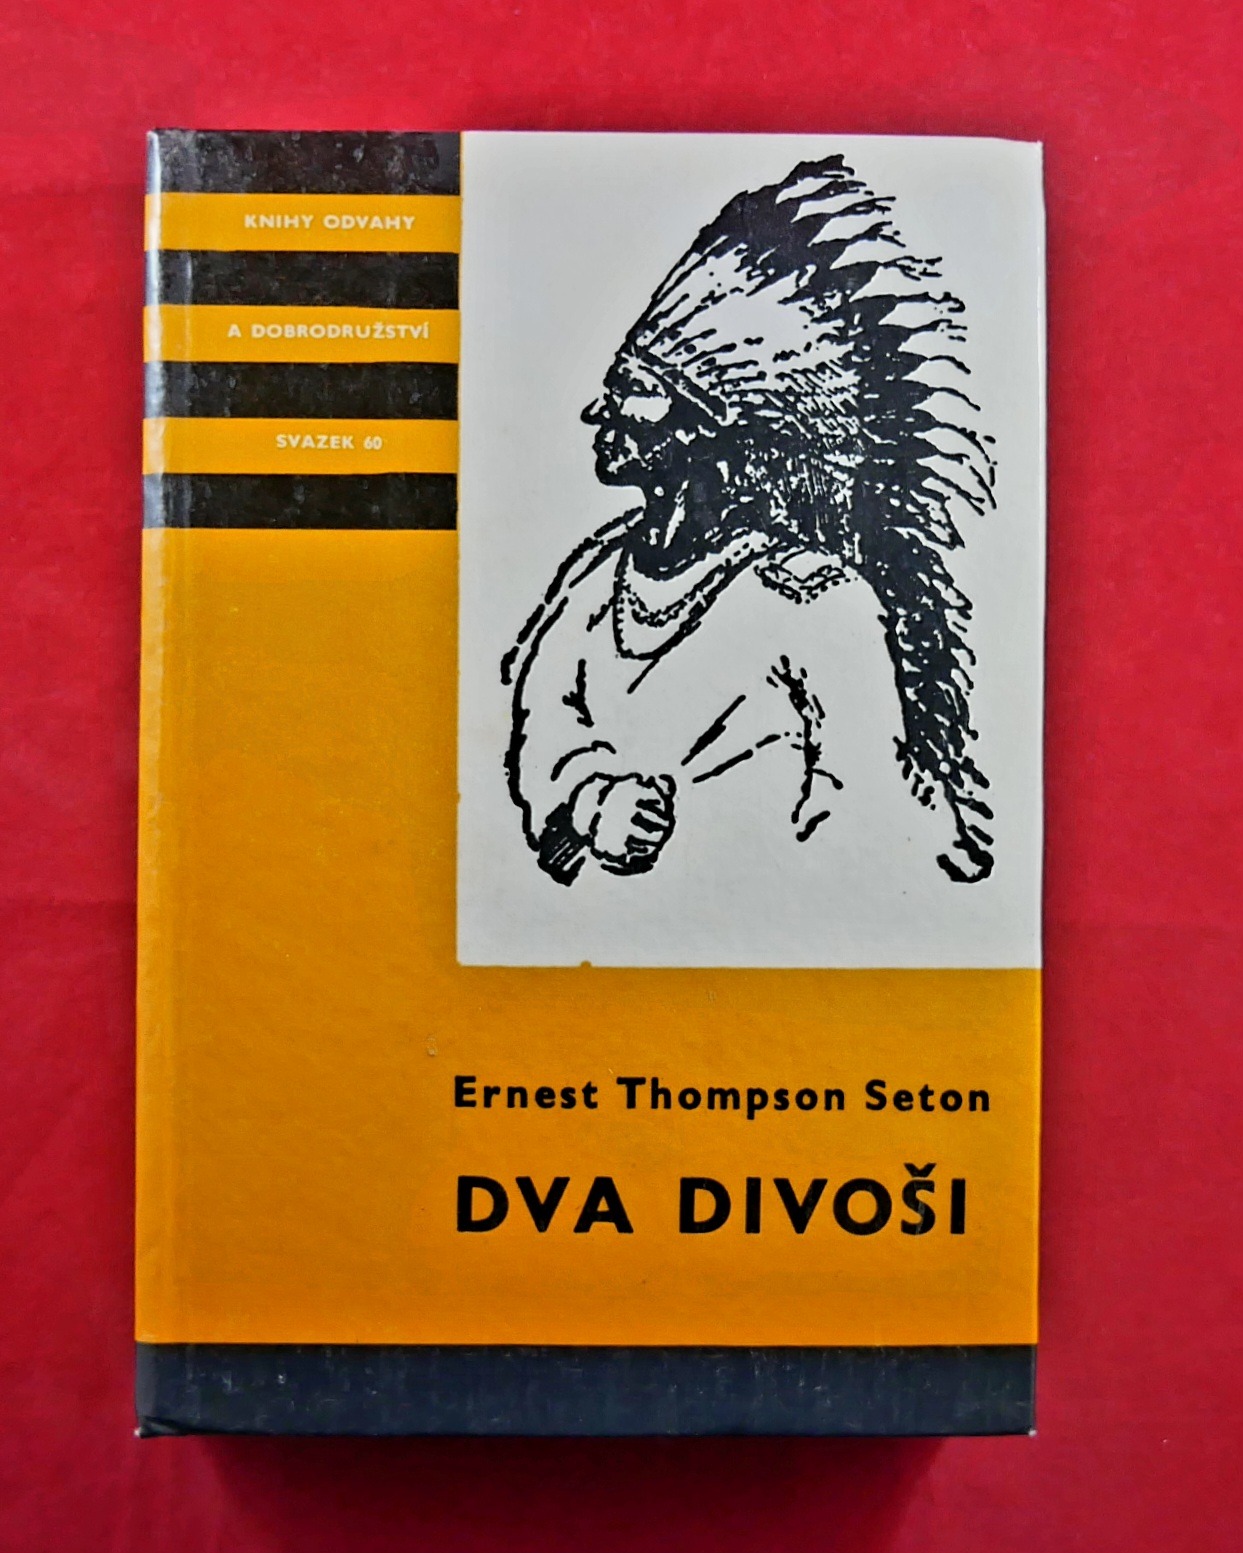 KNIHY ODVAHY
A DOBRODRUŽSTVÍ
SVAZEK 60
Ernest Thompson Seton
DVA DIVOŠI